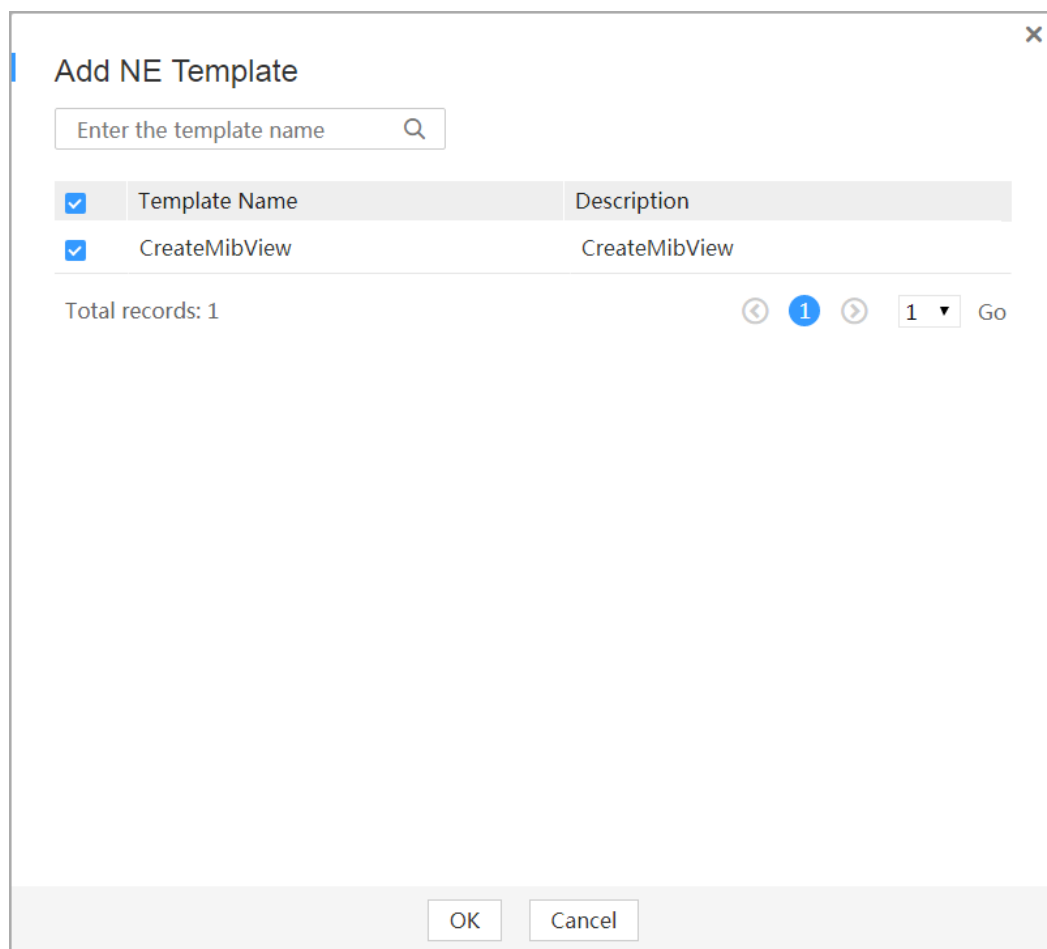 Add NE Template
Enter the template name
Template Name Description
CreateMibView CreateMibView
Total records: 1 1 1 Go
OK Cancel